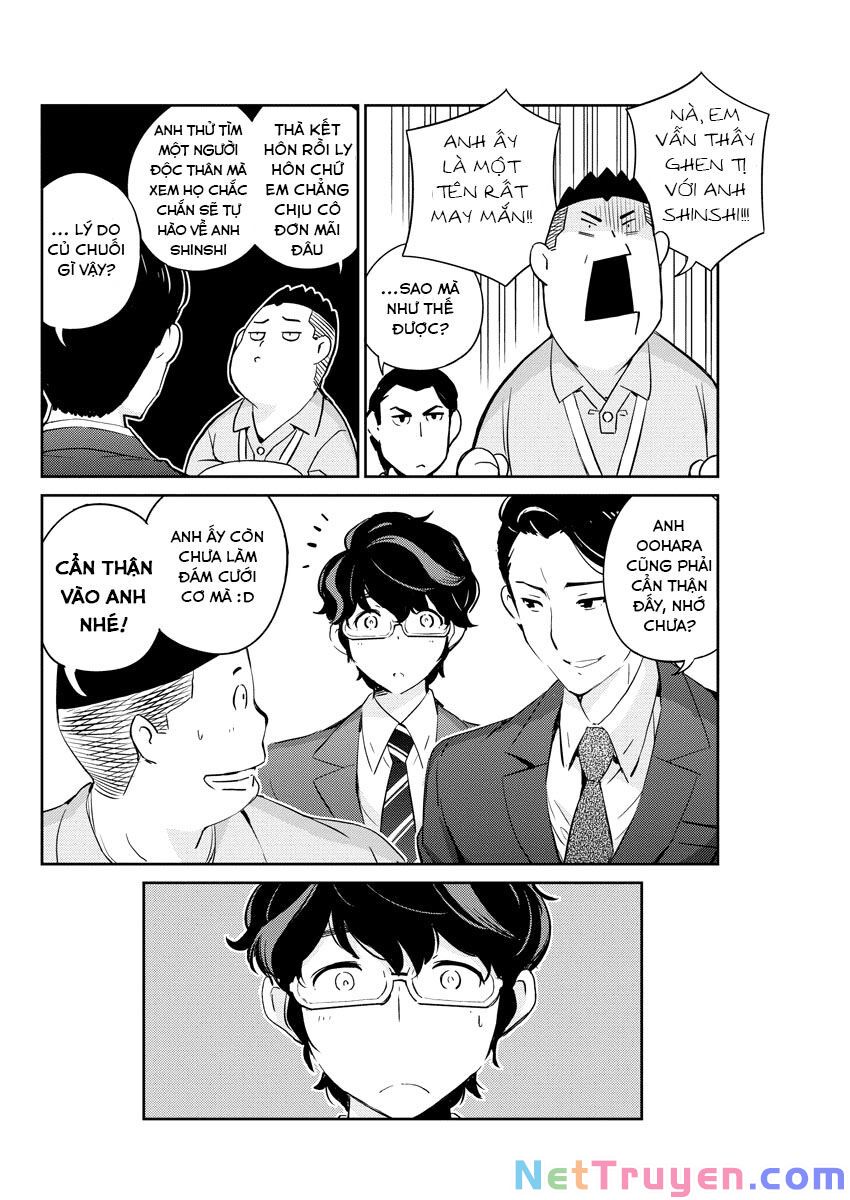 NÀ, EM
VẪN THẤY
GHEN TỊ
VỚI ANH
SHINSHI!!!
ANH ẤY
LÀ MỘT
TÊN RẤT
MAY MẮN!!
...SAO MÀ
NHƯ THẾ
ĐƯỢC?
THÀ KẾT
HÔN RỒI LY
HÔN CHỨ
EM CHẲNG
CHỊU CÔ
ĐƠN MÃI
ĐÂU
ANH THỬ TÌM
MỘT NGƯỜI
ĐỘC THÂN MÀ
XEM HỌ CHẮC
CHẮN SẼ TỰ
HÀO VỀ ANH
SHINSHI
... LÝ DO
CỦ CHUỐI
GÌ VẬY?
ANH
OOHARA
CŨNG PHẢI
CẨN THẬN
ĐẤY, NHỚ
CHƯA?
ANH ẤY CÒN
CHƯA LÀM
ĐÁM CƯỚI
CƠ MÀ :D
CẨN THẬN
VÀO ANH
NHÉ!
NetTruyen.com